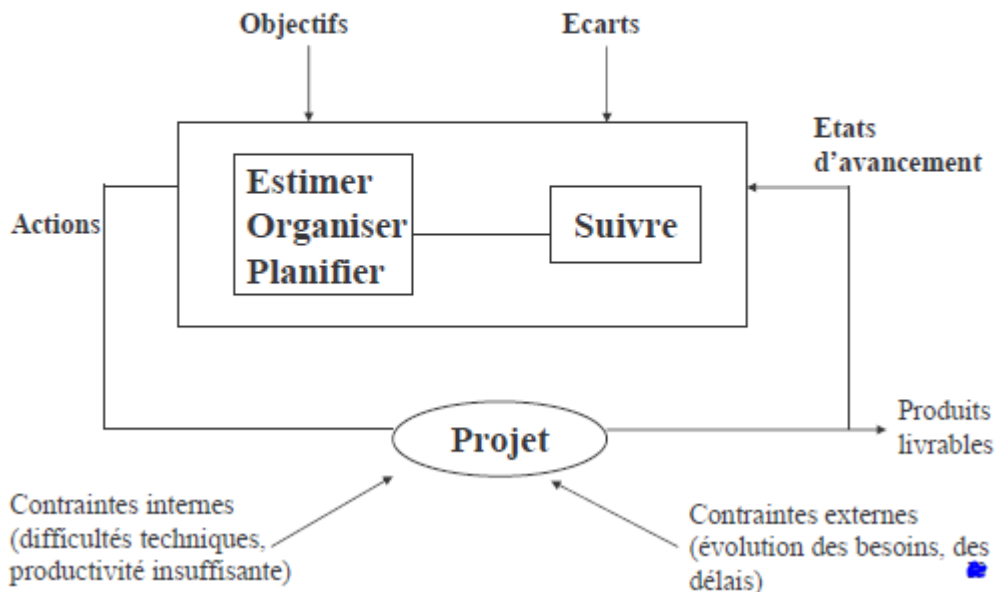 Objectifs
Ecarts
Etats
d'avancement
Estimer
Organiser
Planifier
Suivre
Actions
Projet
Produits
livrables
Contraintes internes
(difficultés techniques,
productivité insuffisante)
Contraintes externes
(évolution des besoins, des
délais)